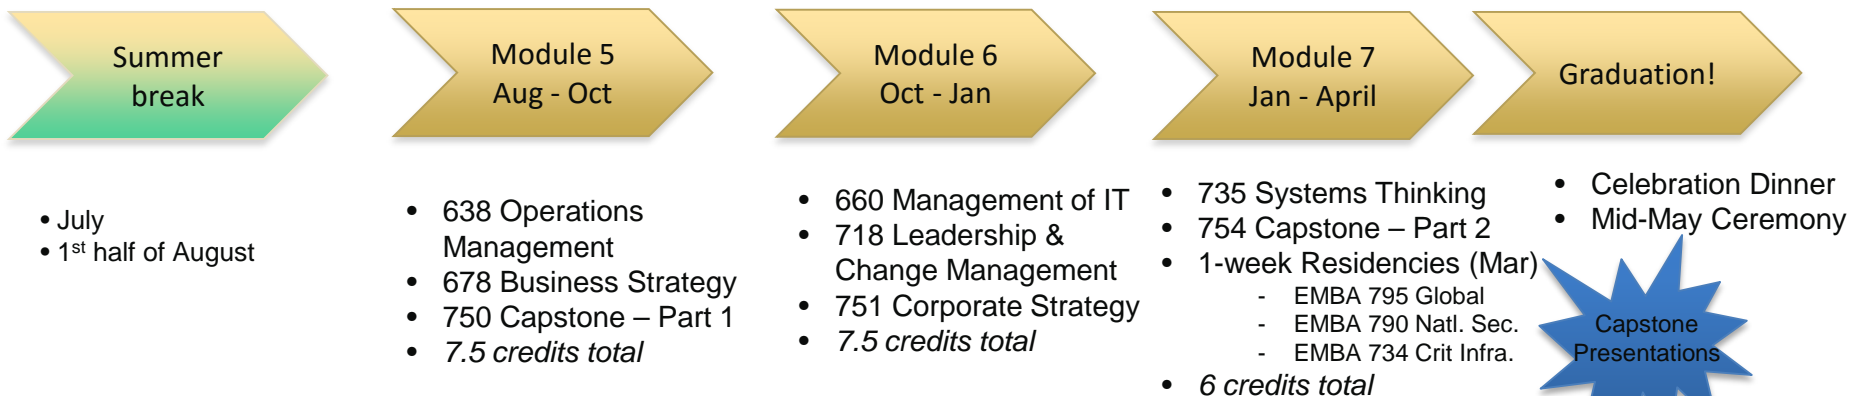 Summer
break
• July
• 1st half of August
Module 5
Aug - Oct
• 638 Operations
Management
• 678 Business Strategy
• 750 Capstone – Part 1
• 7.5 credits total
Module 6
Oct - Jan
• 660 Management of IT
• 718 Leadership &
Change Management
• 751 Corporate Strategy
• 7.5 credits total
Module 7
Jan - April
• 735 Systems Thinking
• 754 Capstone – Part 2
• 1-week Residencies (Mar)
- EMBA 795 Global
- EMBA 790 Natl. Sec.
- EMBA 734 Crit Infra.
• 6 credits total
Graduation!
• Celebration Dinner
• Mid-May Ceremony
Capstone
Presentations